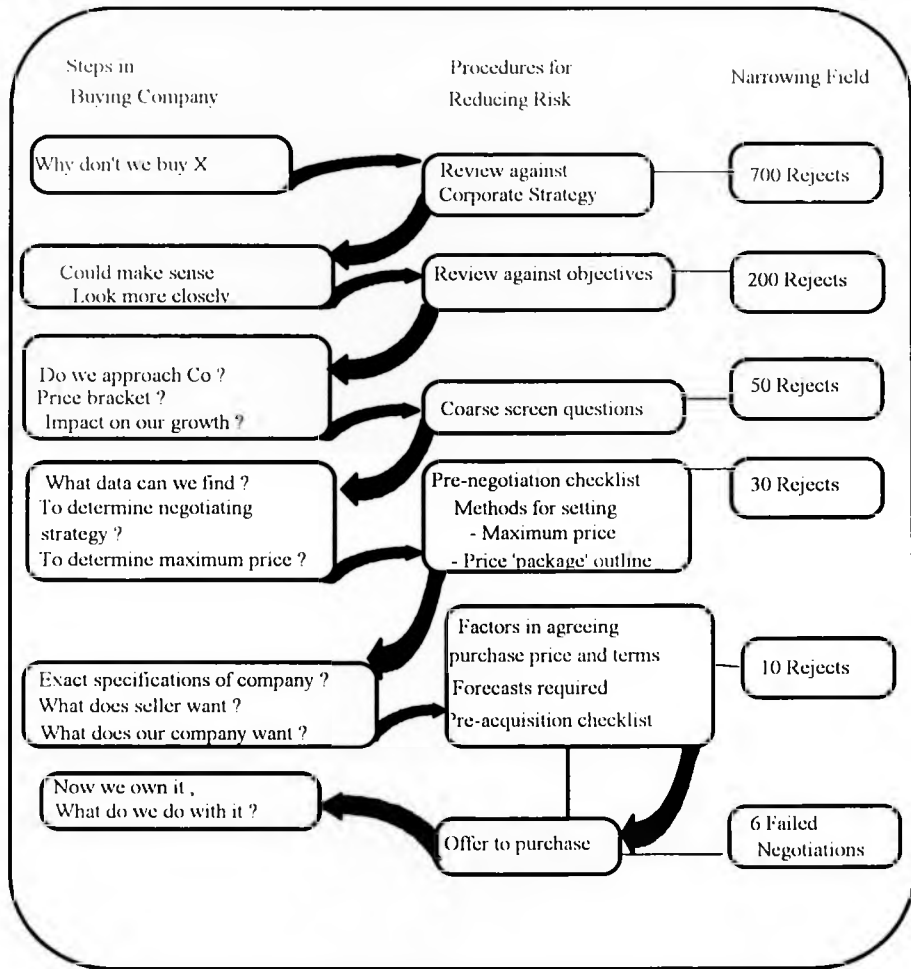 Steps in
Buying Company
Procedures for
Reducing Risk
Narrowing Field
Why don't we buy X
Review against
Corporate Strategy
700 Rejects
Could make sense
Look more closely
Review against objectives
200 Rejects
Do we approach Co ?
Price bracket ?
Impact on our growth ?
Coarse screen questions
50 Rejects
What data can we find ?
To determine negotiating
strategy ?
To determine maximum price ?
Pre-negotiation checklist
Methods for setting
- Maximum price
- Price 'package' outline
30 Rejects
Exact specifications of company ?
What does seller want ?
What does our company want ?
Factors in agreeing
purchase price and terms
Forecasts required
Pre-acquisition checklist
10 Rejects
Now we own it ,
What do we do with it ?
Offer to purchase
6 Failed
Negotiations